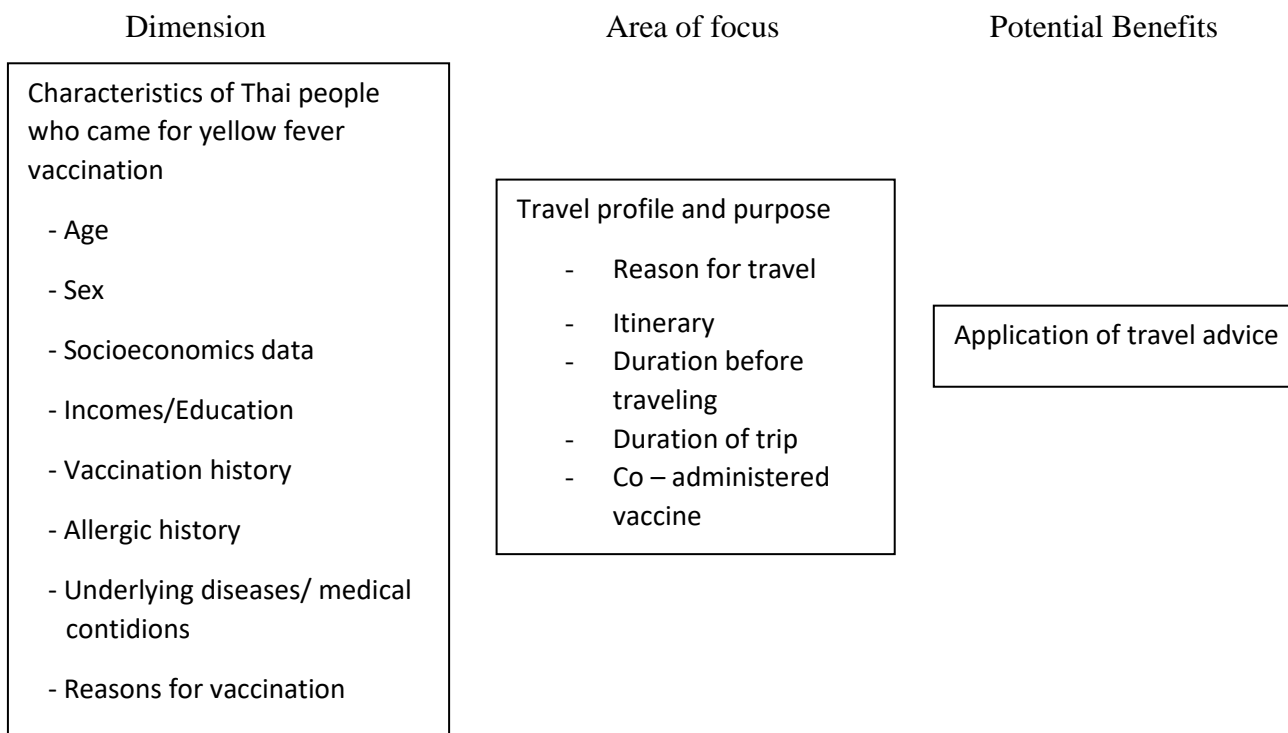 Dimension
Area of focus
Potential Benefits
Characteristics of Thai people
who came for yellow fever
vaccination
- Age
- Sex
- Socioeconomics data
- Incomes/Education
- Vaccination history
- Allergic history
- Underlying diseases/ medical
contidions
- Reasons for vaccination
Travel profile and purpose
- Reason for travel
- Itinerary
- Duration before
traveling
- Duration of trip
- Co – administered
vaccine
Application of travel advice